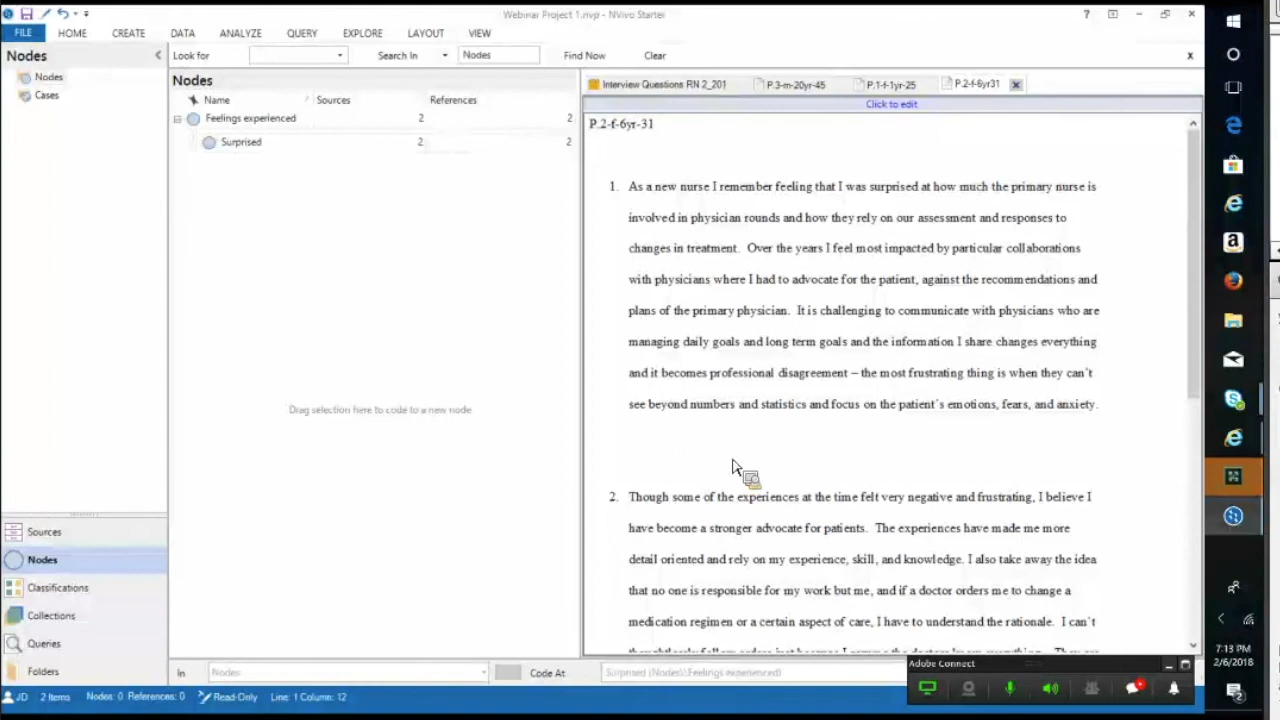 Webinar Project 1.nvp - NVivo Starter
FILE HOME CREATE DATA ANALYZE QUERY EXPLORE LAYOUT VIEW
Nodes
Look for Search In Nodes Find Now Clear x
Nodes
Cases
Nodes
Name Sources References
Feelings experienced 2 2
Surprised 2 2
Drag selection here to code to a new node
Interview Questions RN 2_201 P.3-m-20yr-45 P.1-f-1yr-25 P.2-f-6yr31
Click to edit
P.2-f-6yr-31
1. As a new nurse I remember feeling that I was surprised at how much the primary nurse is
involved in physician rounds and how they rely on our assessment and responses to
changes in treatment. Over the years I feel most impacted by particular collaborations
with physicians where I had to advocate for the patient, against the recommendations and
plans of the primary physician. It is challenging to communicate with physicians who are
managing daily goals and long term goals and the information I share changes everything
and it becomes professional disagreement – the most frustrating thing is when they can't
see beyond numbers and statistics and focus on the patient's emotions, fears, and anxiety.
2. Though some of the experiences at the time felt very negative and frustrating, I believe I
have become a stronger advocate for patients. The experiences have made me more
detail oriented and rely on my experience, skill, and knowledge. I also take away the idea
that no one is responsible for my work but me, and if a doctor orders me to change a
medication regimen or a certain aspect of care, I have to understand the rationale. I can't
Sources
Nodes
Classifications
Collections
Queries
Folders
In Nodes Code At Surprised (Nodes\\Feelings experienced)
JD 2 Items Nodes: 0 References: 0 Read-Only Line: 1 Column: 12
Adobe Connect
7:13 PM
2/6/2018
2